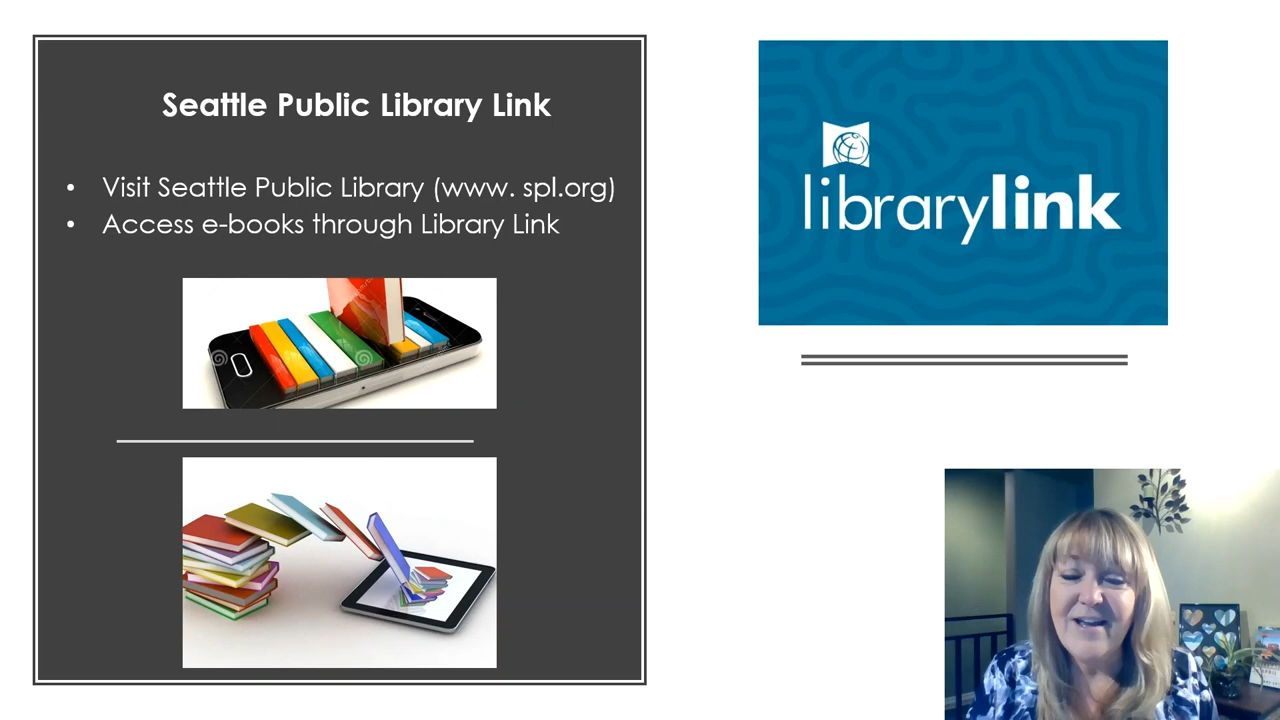 Seattle Public Library Link
• Visit Seattle Public Library (www. spl.org)
• Access e-books through Library Link
librarylink